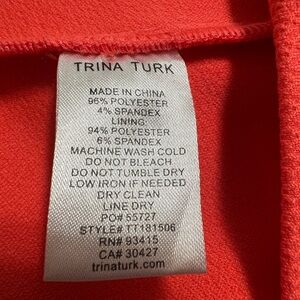 TRINA TURK
MADE IN CHINA
96% POLYESTER
4% SPANDEX
LINING:
94% POLYESTER
6% SPANDEX
MACHINE WASH COLD
DO NOT BLEACH
DO NOT TUMBLE DRY
LOW IRON IF NEEDED
DRY CLEAN
LINE DRY
PO# 55727
STYLE# TT181506
RN# 93415
CA# 30427
trinaturk.com